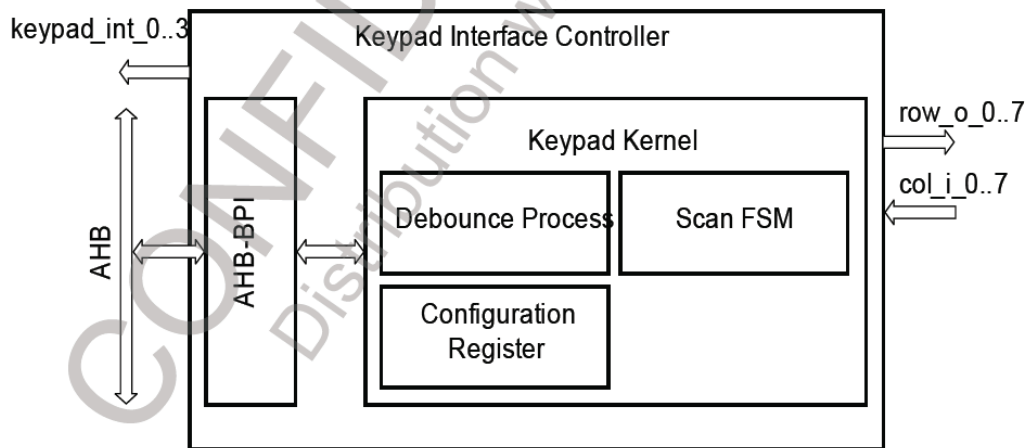 keypad_int_0..3
Keypad Interface Controller
row_o_0..7
Keypad Kernel
col_i_0..7
Debounce Process
Scan FSM
AHB
AHB-BPI
Configuration
Register
CONFID
Distribution w